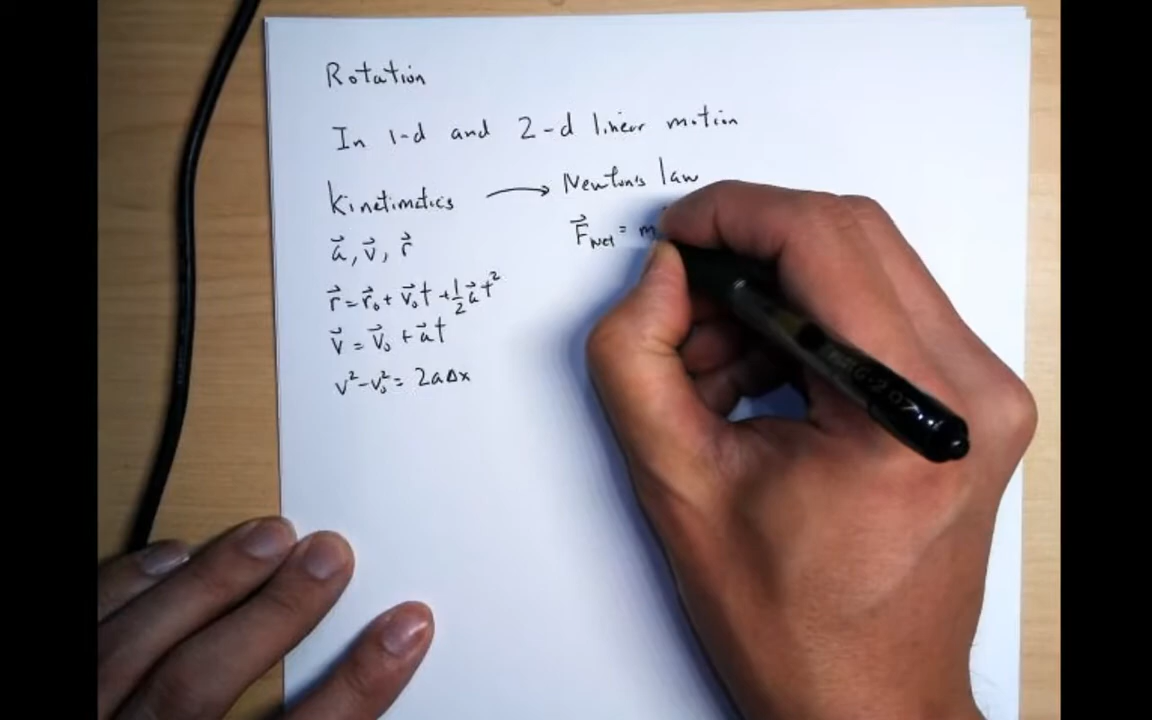 Rotation
In 1-d and 2-d linear motion
Kinetimatics → Newton's law
a⃗, v⃗, r⃗
F⃗Net = m
r⃗ = r⃗₀ + v⃗₀t + ½a⃗t²
v⃗ = v⃗₀ + a⃗t
v² - v₀² = 2aΔx